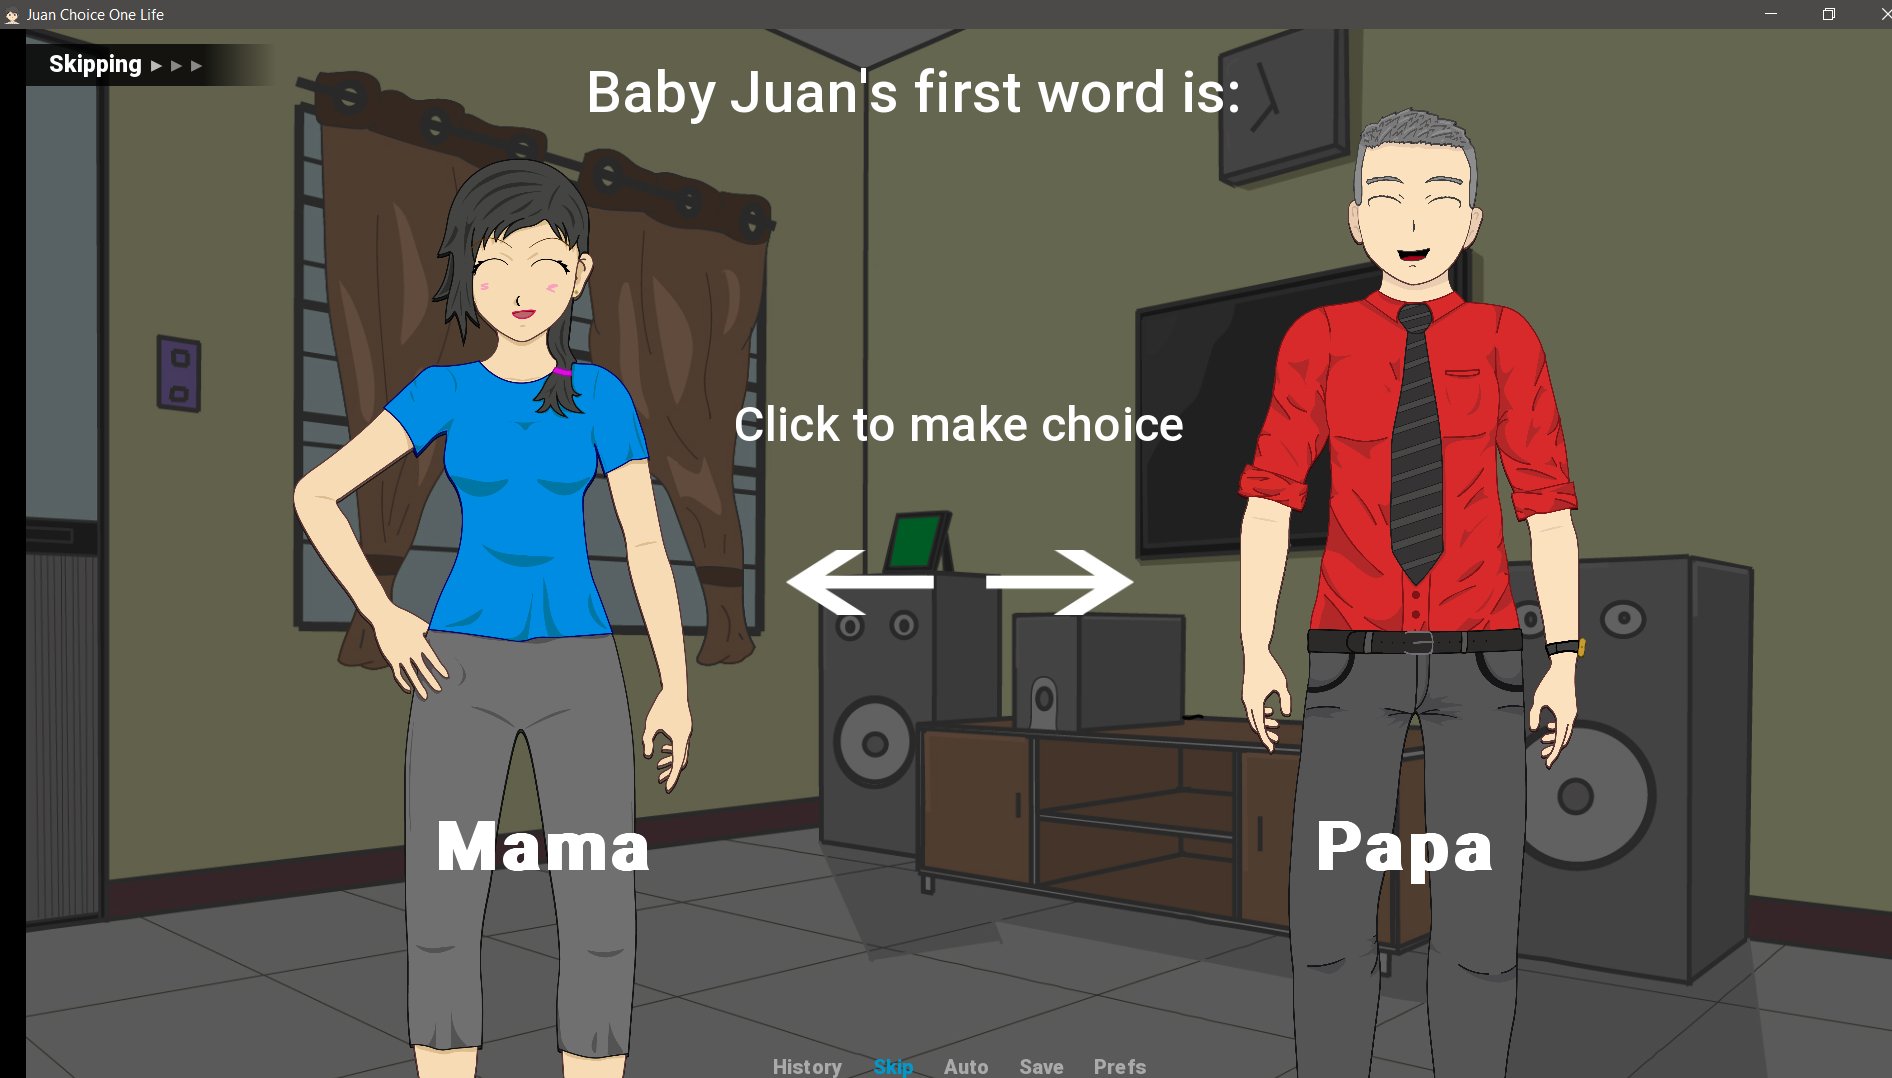 Juan Choice One Life
Skipping
Baby Juan's first word is:
Click to make choice
Mama
Papa
History Skip Auto Save Prefs